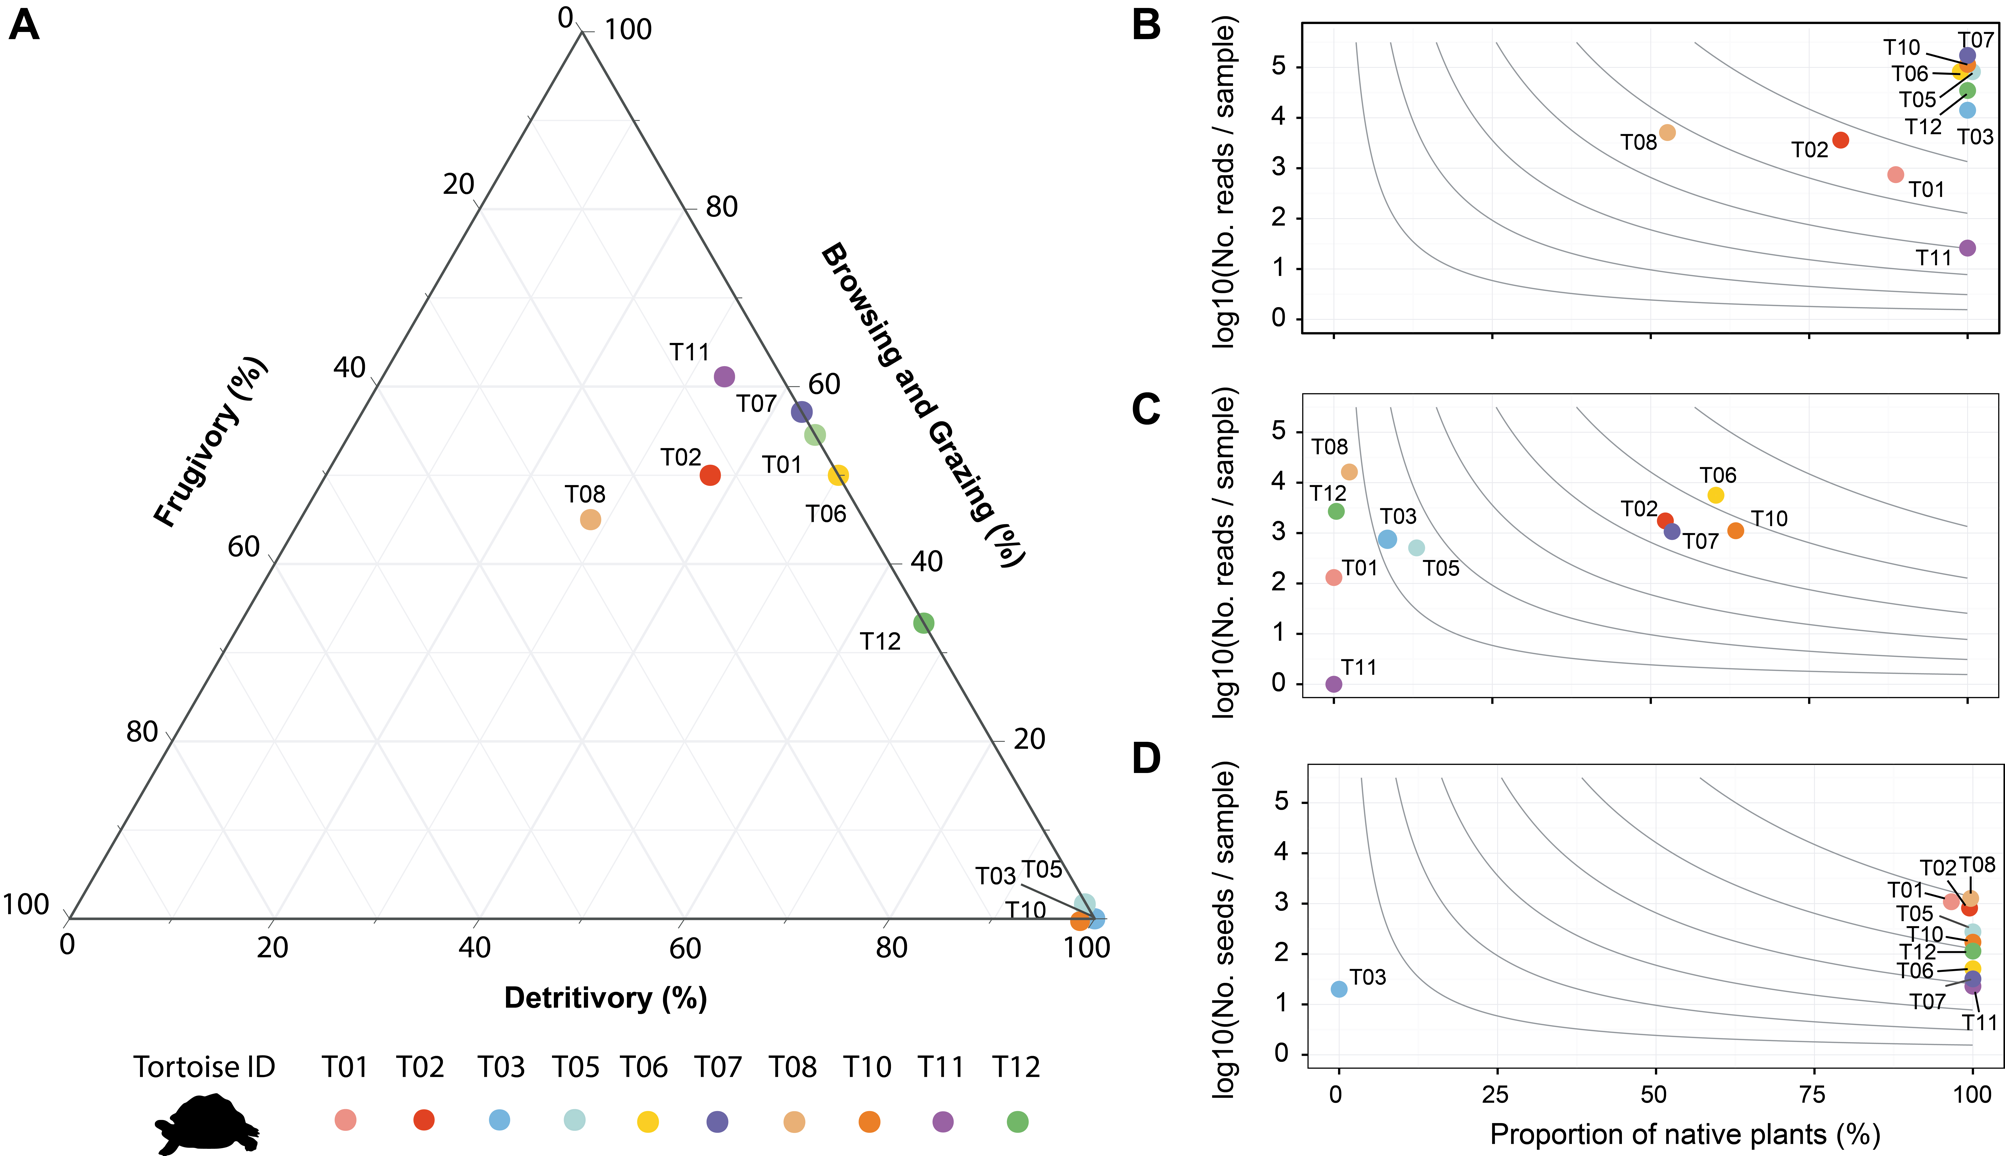 A
0
100
20
80
40
60
60
40
80
20
100
0
20
40
60
80
100
Frugivory (%)
Browsing and Grazing (%)
Detritivory (%)
T11
T07
T02
T01
T08
T06
T12
T03
T05
T10
Tortoise ID
T01
T02
T03
T05
T06
T07
T08
T10
T11
T12
B
log10(No. reads / sample)
5
4
3
2
1
0
T07
T10
T06
T05
T12
T03
T08
T02
T01
T11
C
log10(No. reads / sample)
5
4
3
2
1
0
T08
T12
T03
T05
T01
T11
T06
T02
T10
T07
D
log10(No. seeds / sample)
5
4
3
2
1
0
T02
T08
T01
T05
T10
T12
T06
T07
T11
T03
0
25
50
75
100
Proportion of native plants (%)